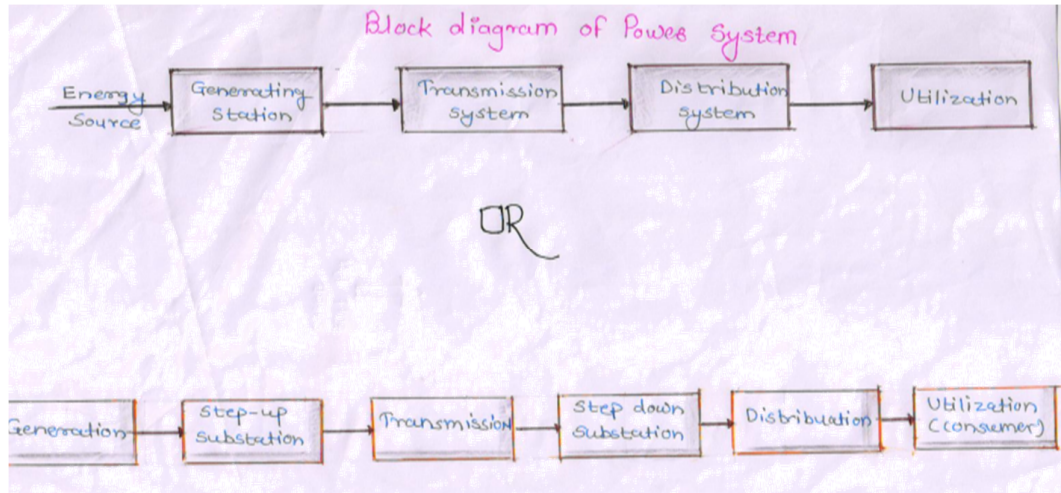 Block diagram of Power System
Energy
Source
Generating
Station
Transmission
system
Distribution
system
Utilization
OR
Generation
Step-up
substation
Transmission
Step down
substation
Distribuation
Utilization
(consumer)